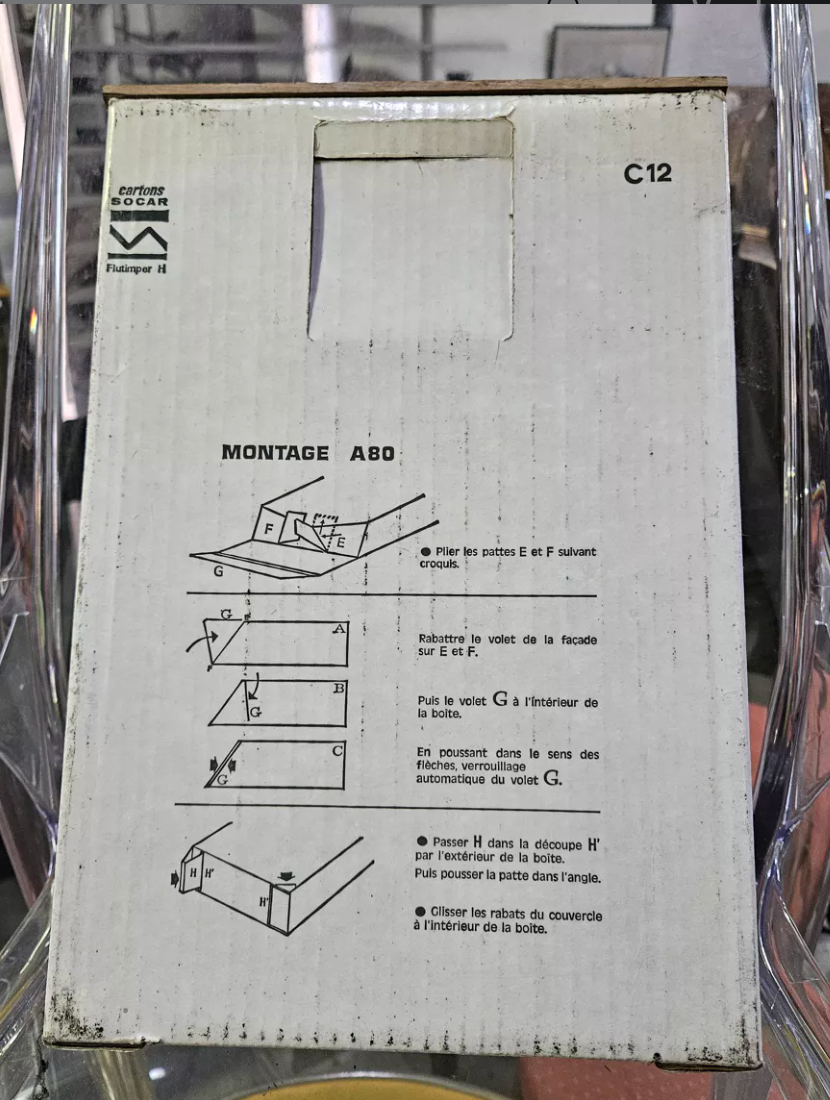 C12
cartons
SOCAR
Flutimper H
MONTAGE A80
F
E
G
● Plier les pattes E et F suivant
croquis.
G
A
Rabattre le volet de la façade
sur E et F.
B
G
Puis le volet G à l'intérieur de
la boîte.
C
G
En poussant dans le sens des
flèches, verrouillage
automatique du volet G.
H H'
H'
● Passer H dans la découpe H'
par l'extérieur de la boîte.
Puis pousser la patte dans l'angle.
● Glisser les rabats du couvercle
à l'intérieur de la boîte.